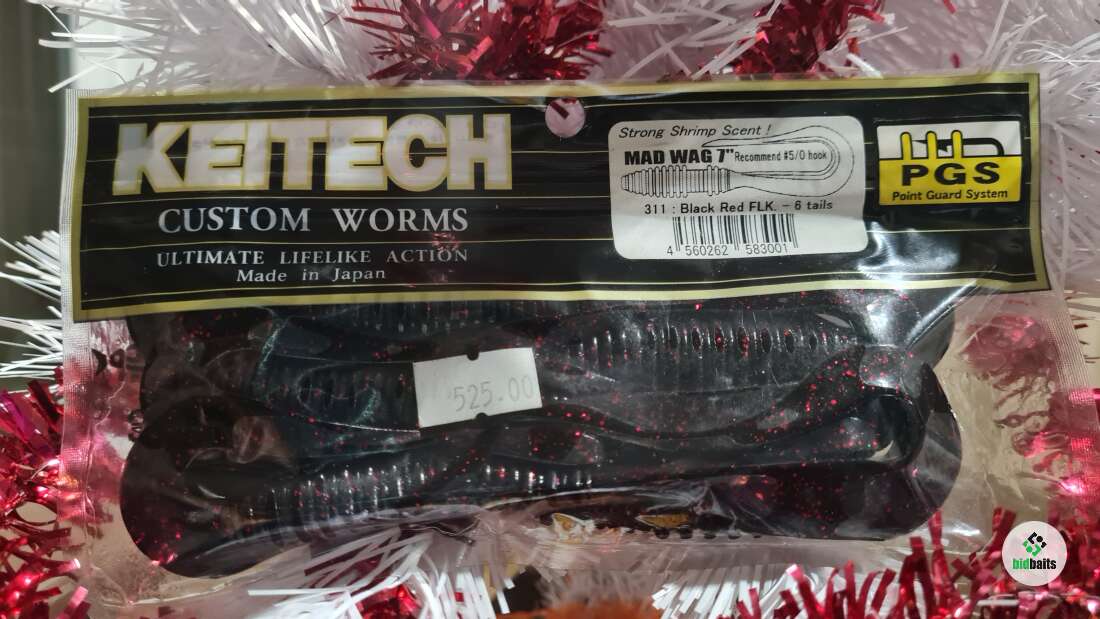 KEITECH
CUSTOM WORMS
ULTIMATE LIFELIKE ACTION
Made in Japan
Strong Shrimp Scent !
MAD WAG 7" Recommend #5/0 hook
311 : Black Red FLK. - 6 tails
4 560262 583001
PGS
Point Guard System
525.00
bidbaits